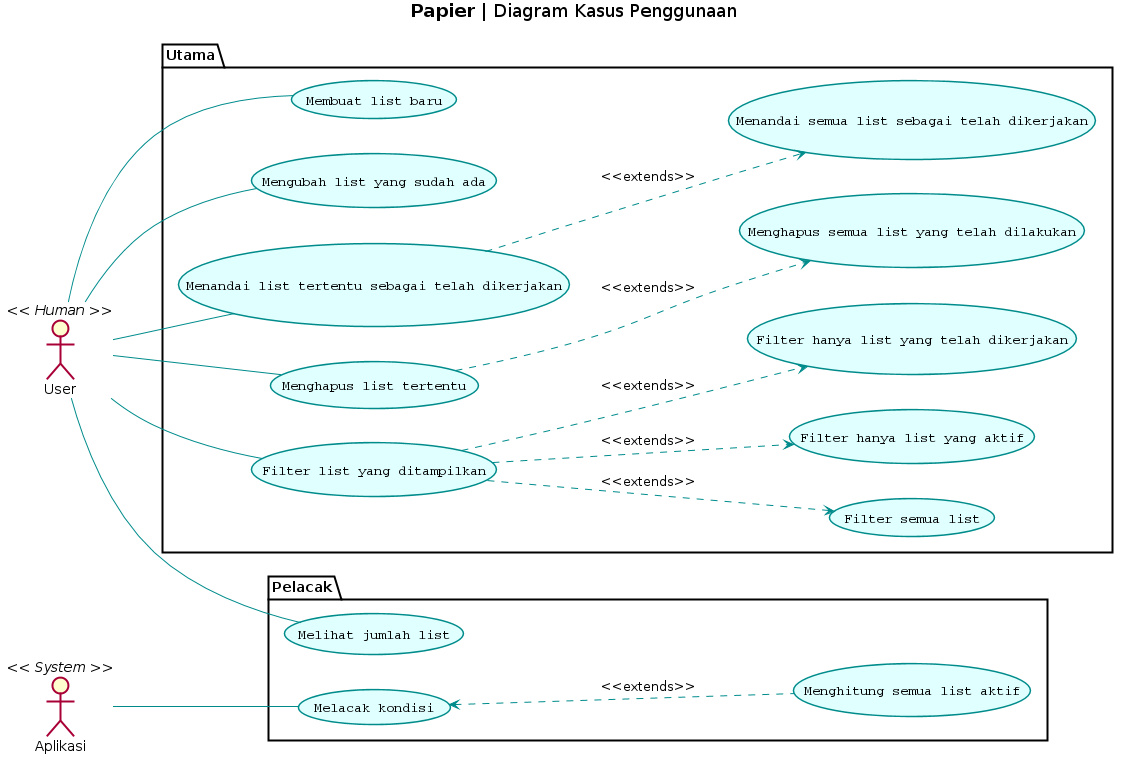 Papier | Diagram Kasus Penggunaan
Utama
Membuat list baru
Menandai semua list sebagai telah dikerjakan
<<extends>>
Mengubah list yang sudah ada
Menghapus semua list yang telah dilakukan
Menandai list tertentu sebagai telah dikerjakan
<<extends>>
<< Human >>
User
Filter hanya list yang telah dikerjakan
Menghapus list tertentu
<<extends>>
Filter hanya list yang aktif
<<extends>>
Filter list yang ditampilkan
<<extends>>
Filter semua list
Pelacak
Melihat jumlah list
<< System >>
Aplikasi
<<extends>>
Menghitung semua list aktif
Melacak kondisi